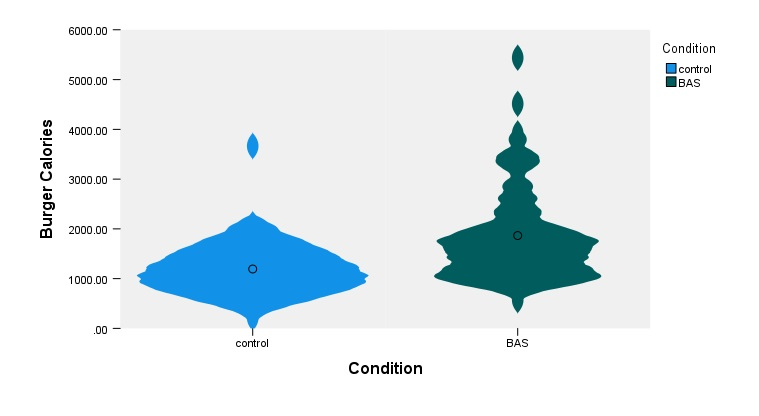 6000.00
5000.00
4000.00
3000.00
2000.00
1000.00
.00
Burger Calories
control
BAS
Condition
Condition
control
BAS